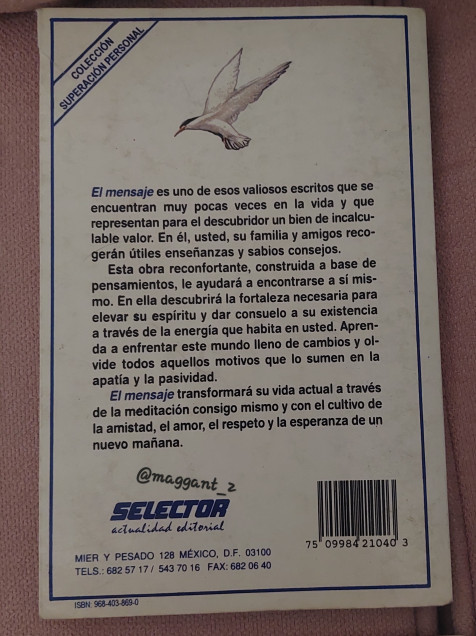 COLECCIÓN
SUPERACIÓN PERSONAL
El mensaje es uno de esos valiosos escritos que se
encuentran muy pocas veces en la vida y que
representan para el descubridor un bien de incalcu-
lable valor. En él, usted, su familia y amigos reco-
gerán útiles enseñanzas y sabios consejos.
Esta obra reconfortante, construida a base de
pensamientos, le ayudará a encontrarse a sí mis-
mo. En ella descubrirá la fortaleza necesaria para
elevar su espíritu y dar consuelo a su existencia
a través de la energía que habita en usted. Apren-
da a enfrentar este mundo lleno de cambios y ol-
vide todos aquellos motivos que lo sumen en la
apatía y la pasividad.
El mensaje transformará su vida actual a través
de la meditación consigo mismo y con el cultivo de
la amistad, el amor, el respeto y la esperanza de un
nuevo mañana.
@maggant_2
SELECTOR
actualidad editorial
MIER Y PESADO 128 MÉXICO, D.F. 03100
TELS.: 682 57 17 / 543 70 16 FAX: 682 06 40
7 509984 21040 3
ISBN: 968-403-869-0